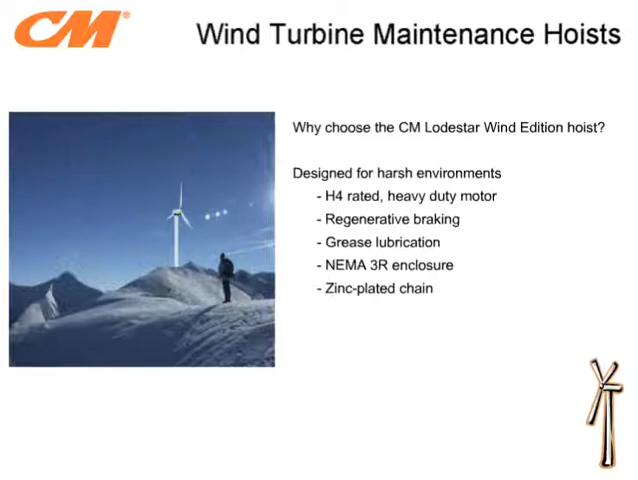 CM®
Wind Turbine Maintenance Hoists
Why choose the CM Lodestar Wind Edition hoist?
Designed for harsh environments
- H4 rated, heavy duty motor
- Regenerative braking
- Grease lubrication
- NEMA 3R enclosure
- Zinc-plated chain